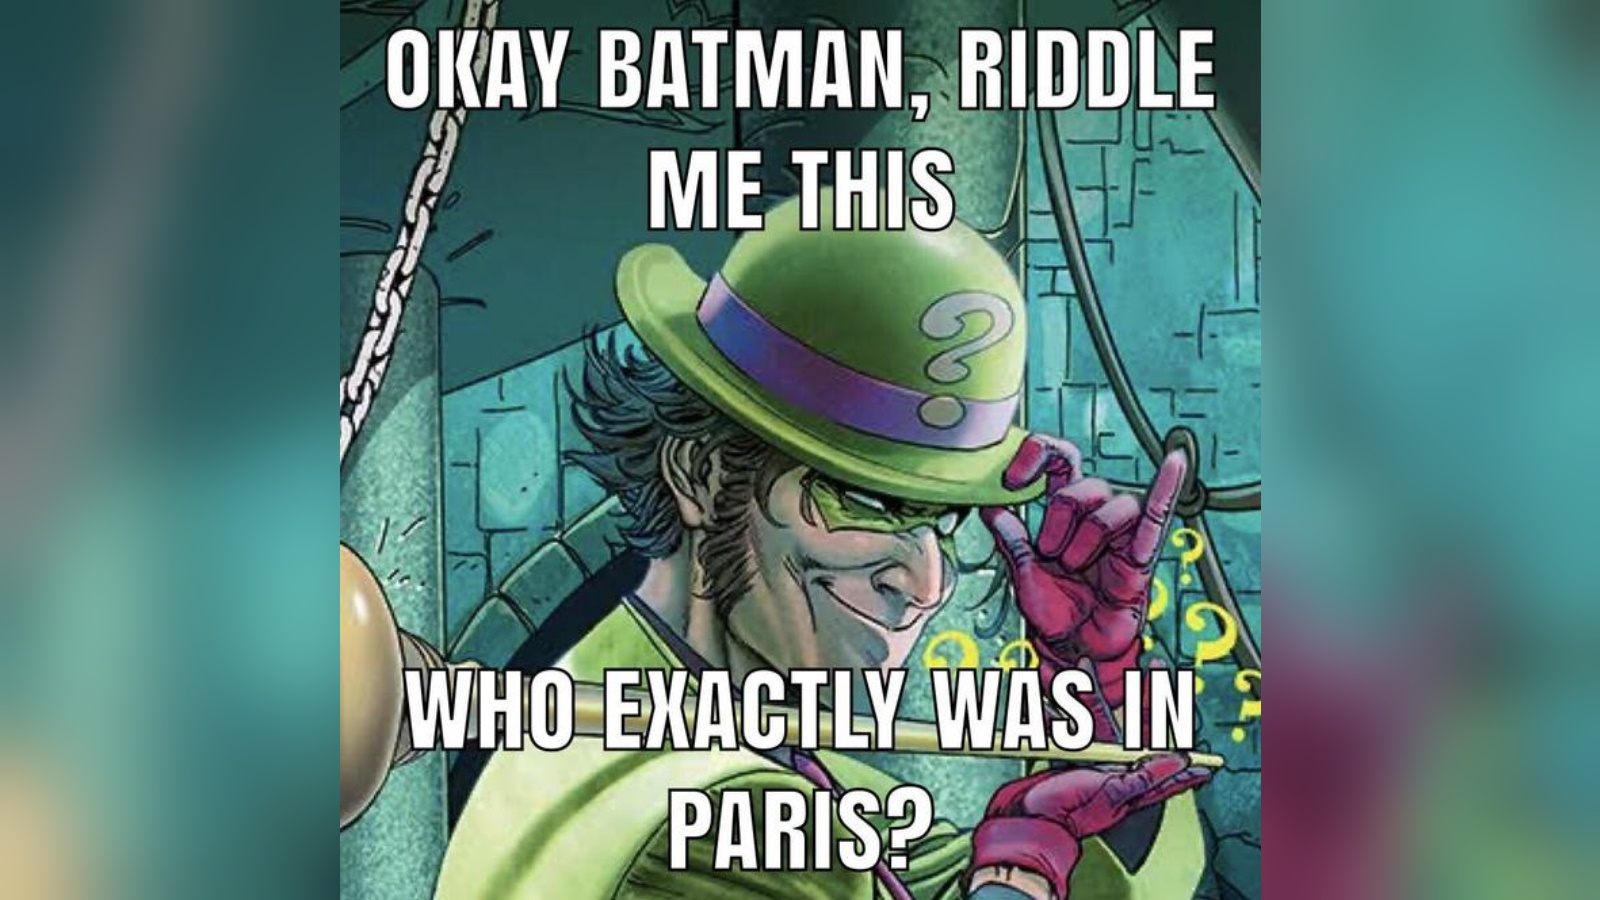 OKAY BATMAN, RIDDLE
ME THIS
?
? ? ? ? ? ?
WHO EXACTLY WAS IN
PARIS?